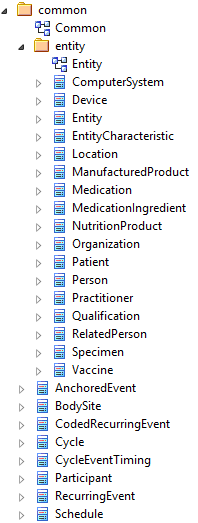 common
Common
entity
Entity
ComputerSystem
Device
Entity
EntityCharacteristic
Location
ManufacturedProduct
Medication
MedicationIngredient
NutritionProduct
Organization
Patient
Person
Practitioner
Qualification
RelatedPerson
Specimen
Vaccine
AnchoredEvent
BodySite
CodedRecurringEvent
Cycle
CycleEventTiming
Participant
RecurringEvent
Schedule